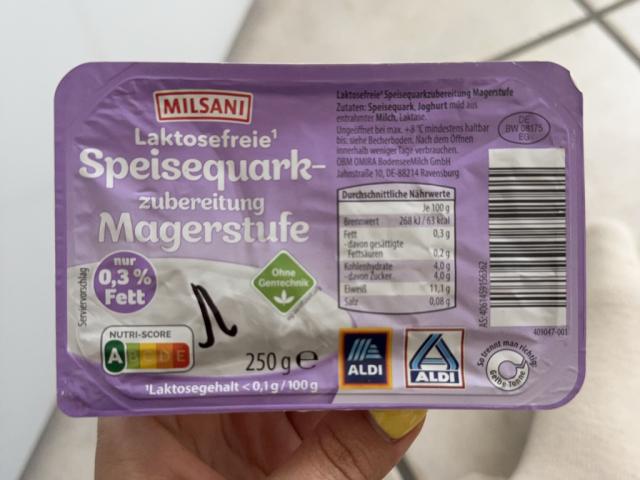 MILSANI
Laktosefreie¹
Speisequark-
zubereitung
Magerstufe
nur
0,3 %
Fett
Serviervorschlag
Ohne
Gentechnik
NUTRI-SCORE
A B C D E
250 g ℮
¹Laktosegehalt < 0,1 g / 100 g
Laktosefreie¹ Speisequarkzubereitung Magerstufe
Zutaten: Speisequark, Joghurt mild aus
entrahmter Milch, Laktase.
Ungeöffnet bei max. +8 °C mindestens haltbar
bis: siehe Becherboden. Nach dem Öffnen
innerhalb weniger Tage verbrauchen.
OBM OMIRA BodenseeMilch GmbH
Jahnstraße 10, DE-88214 Ravensburg
DE
BW 08175
EG
Durchschnittliche Nährwerte
Je 100 g
Brennwert 268 kJ / 63 kcal
Fett 0,3 g
-davon gesättigte
Fettsäuren 0,2 g
Kohlenhydrate 4,0 g
-davon Zucker 4,0 g
Eiweiß 11,1 g
Salz 0,08 g
AS: 4061459156362
409047-001
ALDI
ALDI
So trennt man richtig:
Gelbe Tonne